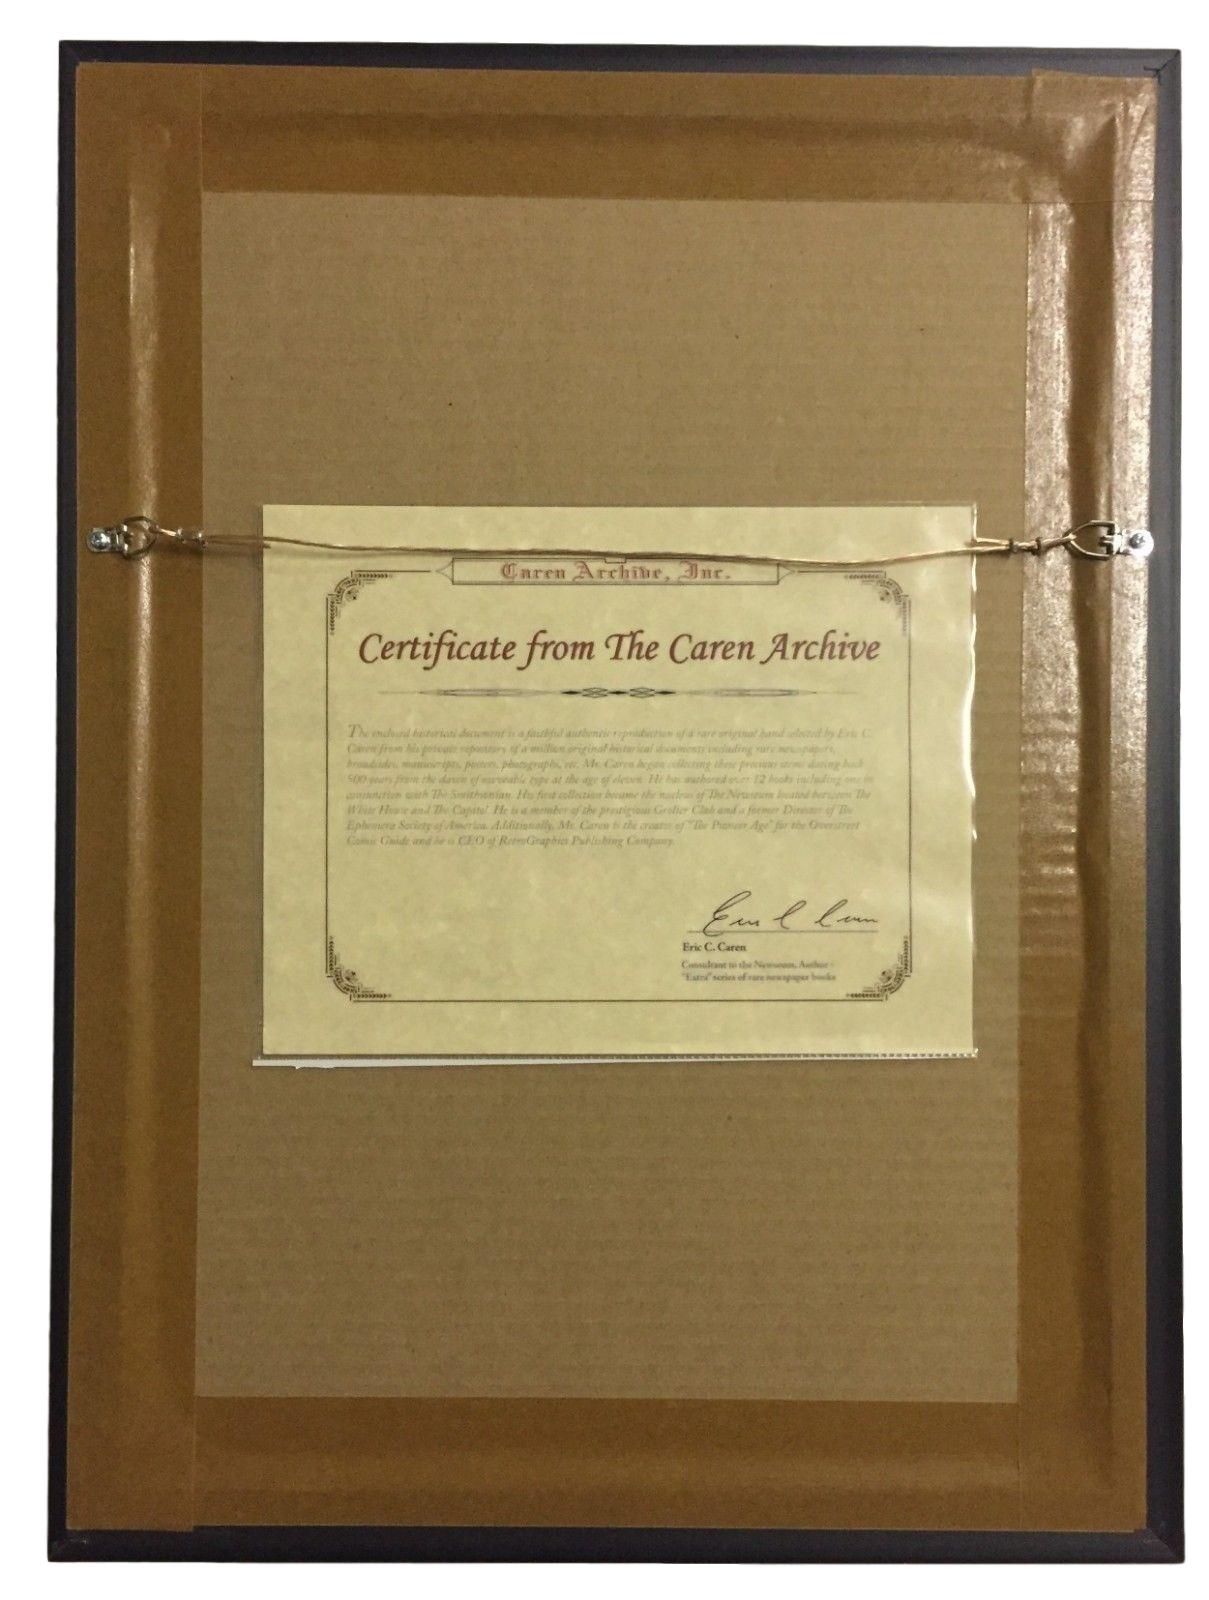 Caren Archive, Inc.
Certificate from The Caren Archive
The enclosed historical document is a faithful authentic reproduction of a rare original hand selected by Eric C.
Caren from his private repository of a million original historical documents including rare newspapers,
broadsides, manuscripts, posters, photographs, etc. Mr. Caren began collecting these precious items dating back
500 years from the dawn of moveable type at the age of eleven. He has authored over 12 books including one in
conjunction with The Smithsonian. His first collection became the nucleus of The Newseum located between The
White House and The Capitol. He is a member of the prestigious Grolier Club and a former Director of The
Ephemera Society of America. Additionally, Mr. Caren is the creator of "The Pioneer Age" for the Overstreet
Comic Guide and he is CEO of RetroGraphics Publishing Company.
Eric C. Caren
Eric C. Caren
Consultant to the Newseum, Author -
"Extra" series of rare newspaper books